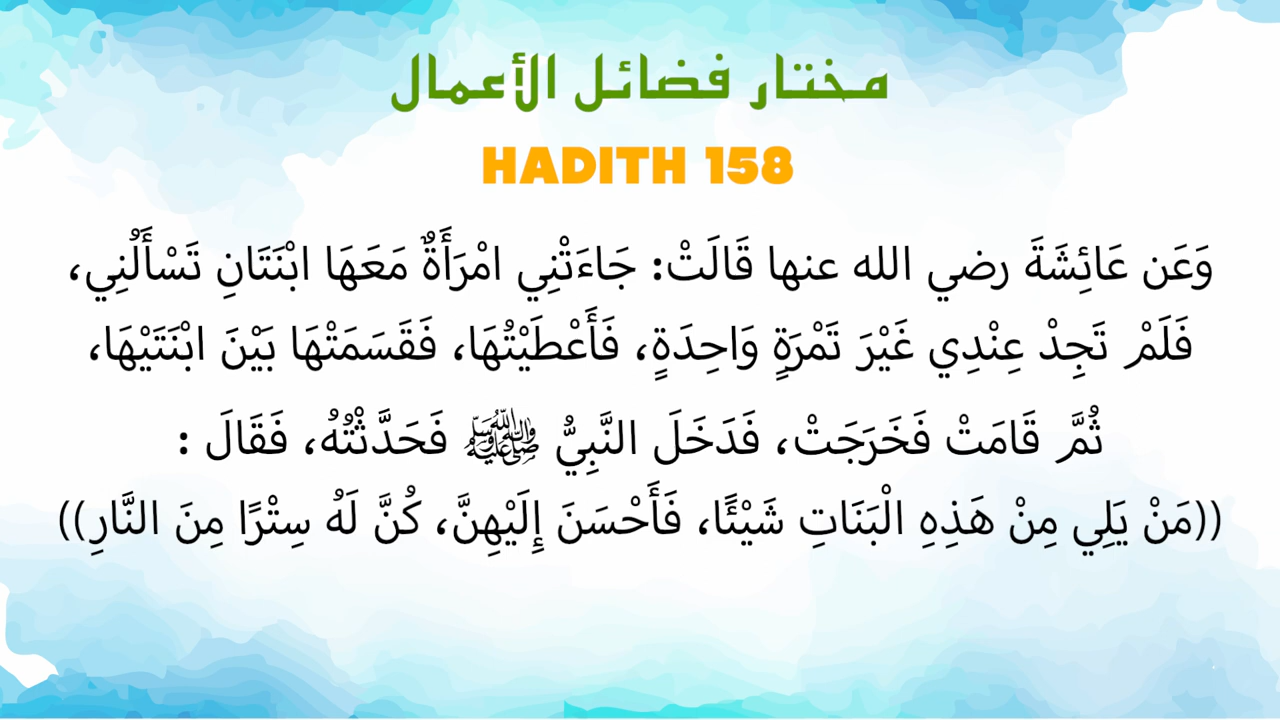 مختار فضائل الأعمال
HADITH 158
وَعَن عَائِشَةَ رضي الله عنها قَالَتْ: جَاءَتْنِي امْرَأَةٌ مَعَهَا ابْنَتَانِ تَسْأَلُنِي،
فَلَمْ تَجِدْ عِنْدِي غَيْرَ تَمْرَةٍ وَاحِدَةٍ، فَأَعْطَيْتُهَا، فَقَسَمَتْهَا بَيْنَ ابْنَتَيْهَا،
ثُمَّ قَامَتْ فَخَرَجَتْ، فَدَخَلَ النَّبِيُّ ﷺ فَحَدَّثْتُهُ، فَقَالَ :
((مَنْ يَلِي مِنْ هَذِهِ الْبَنَاتِ شَيْئًا، فَأَحْسَنَ إِلَيْهِنَّ، كُنَّ لَهُ سِتْرًا مِنَ النَّارِ))